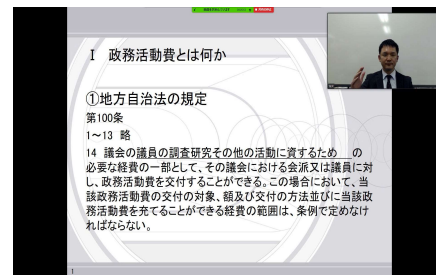 Ⅰ 政務活動費とは何か
①地方自治法の規定
第100条
1～13 略
14 議会の議員の調査研究その他の活動に資するため の
必要な経費の一部として、その議会における会派又は議員に対
し、政務活動費を交付することができる。この場合において、当
該政務活動費の交付の対象、額及び交付の方法並びに当該政
務活動費を充てることができる経費の範囲は、条例で定めなけ
ればならない。
1